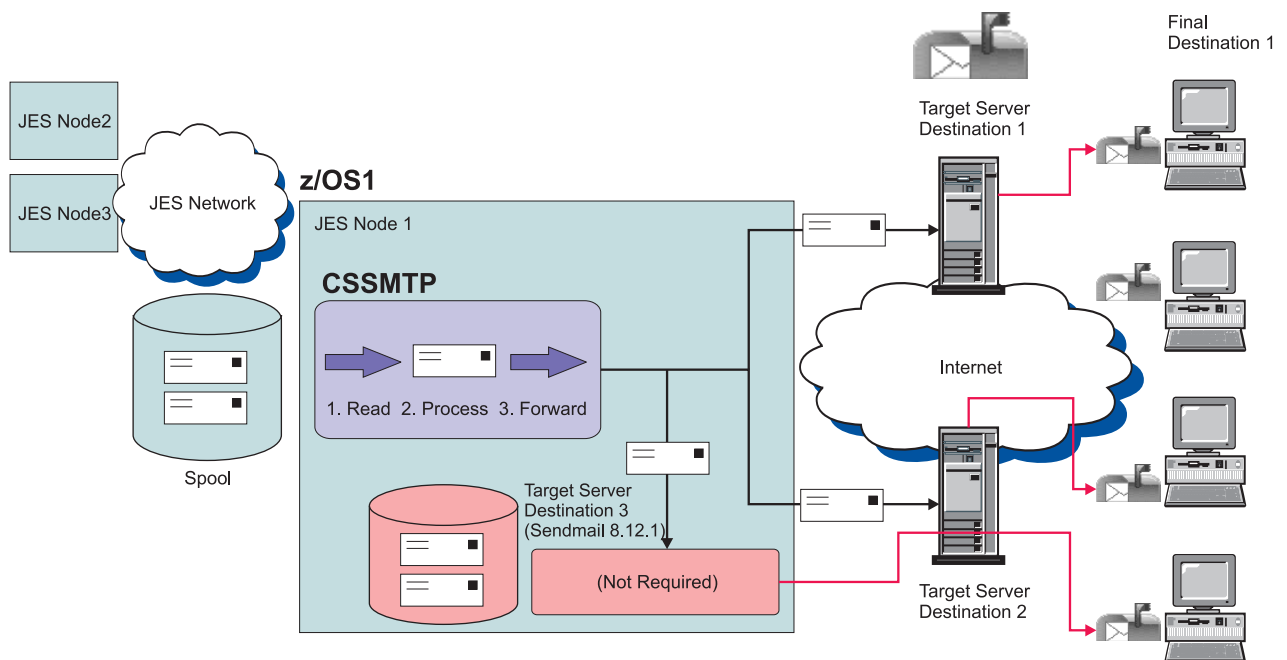 Final
Destination 1
JES Node2
JES Node3
JES Network
Spool
z/OS1
JES Node 1
CSSMTP
1. Read 2. Process 3. Forward
Target Server
Destination 3
(Sendmail 8.12.1)
(Not Required)
Target Server
Destination 1
Internet
Target Server
Destination 2